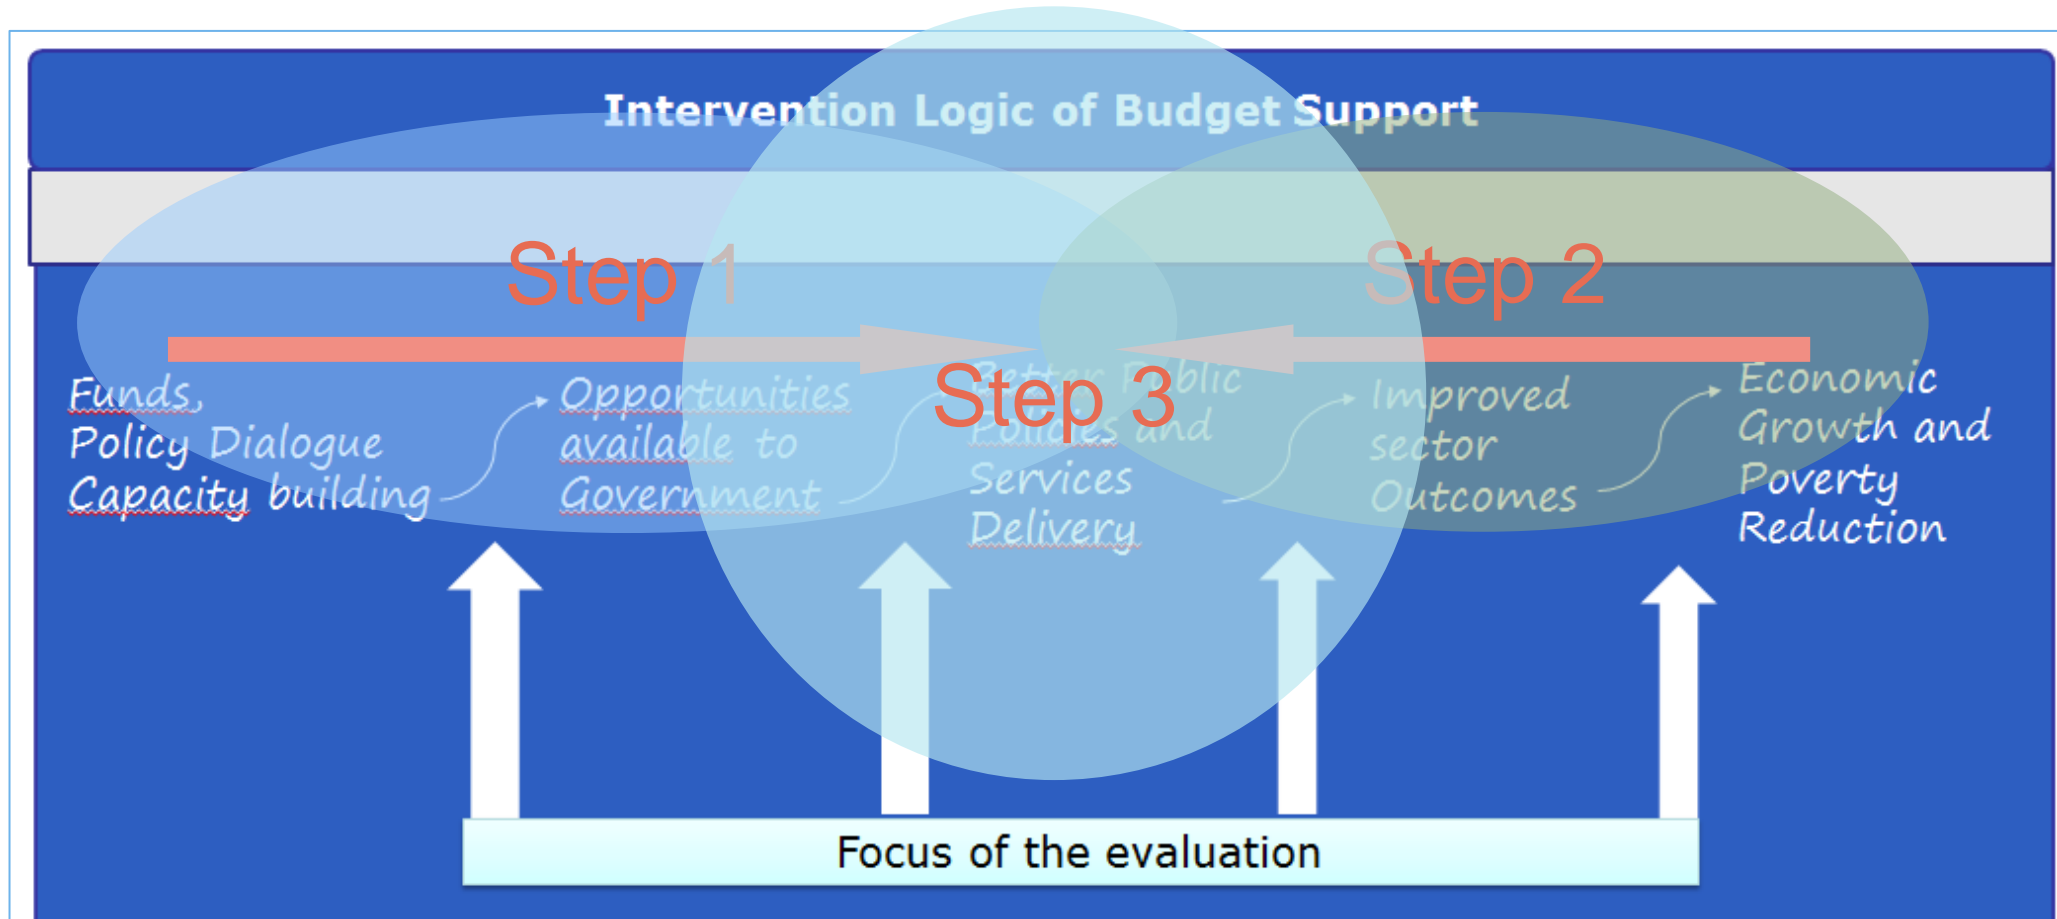 Intervention Logic of Budget Support
Step 1
Step 2
Step 3
Funds,
Policy Dialogue
Capacity building
Opportunities
available to
Government
Better Public
Policies and
Services
Delivery
Improved
sector
Outcomes
Economic
Growth and
Poverty
Reduction
Focus of the evaluation